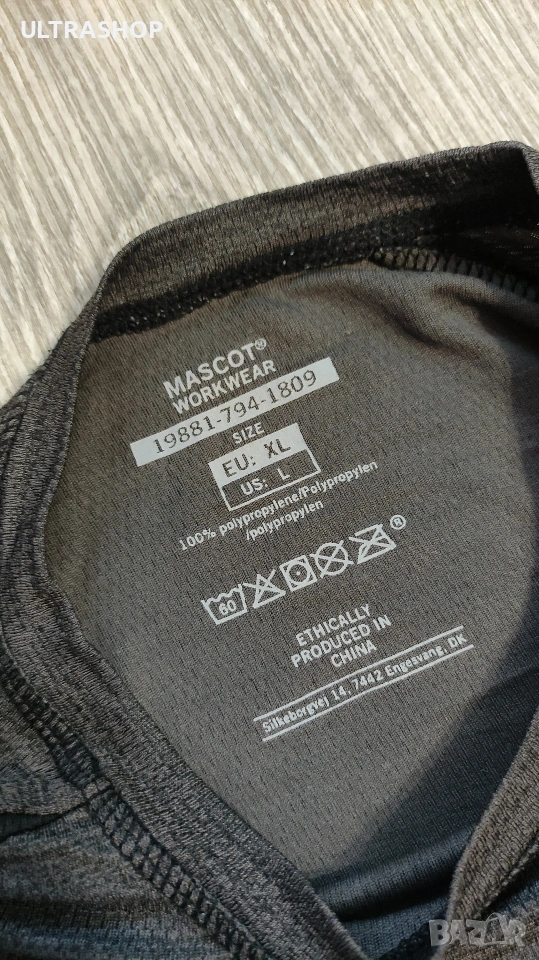 ULTRASHOP
MASCOT®
WORKWEAR
19881-794-1809
SIZE
EU: XL
US: L
100% polypropylene/Polypropylen
/polypropylen
60
®
ETHICALLY
PRODUCED IN
CHINA
Silkeborgvej 14, 7442 Engesvang, DK
BAZAR